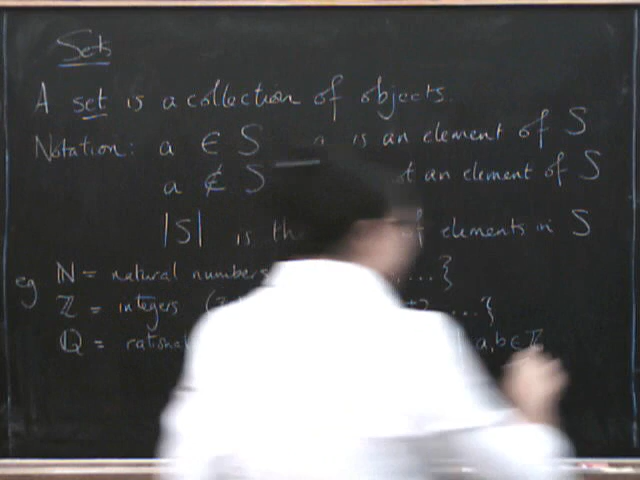 Sets
A set is a collection of objects.
Notation: a ∈ S a is an element of S
a ∉ S an element of S
|S| is the of elements in S
eg ℕ = natural numbers ...}
ℤ = integers ...}
ℚ = a,b ∈ ℤ